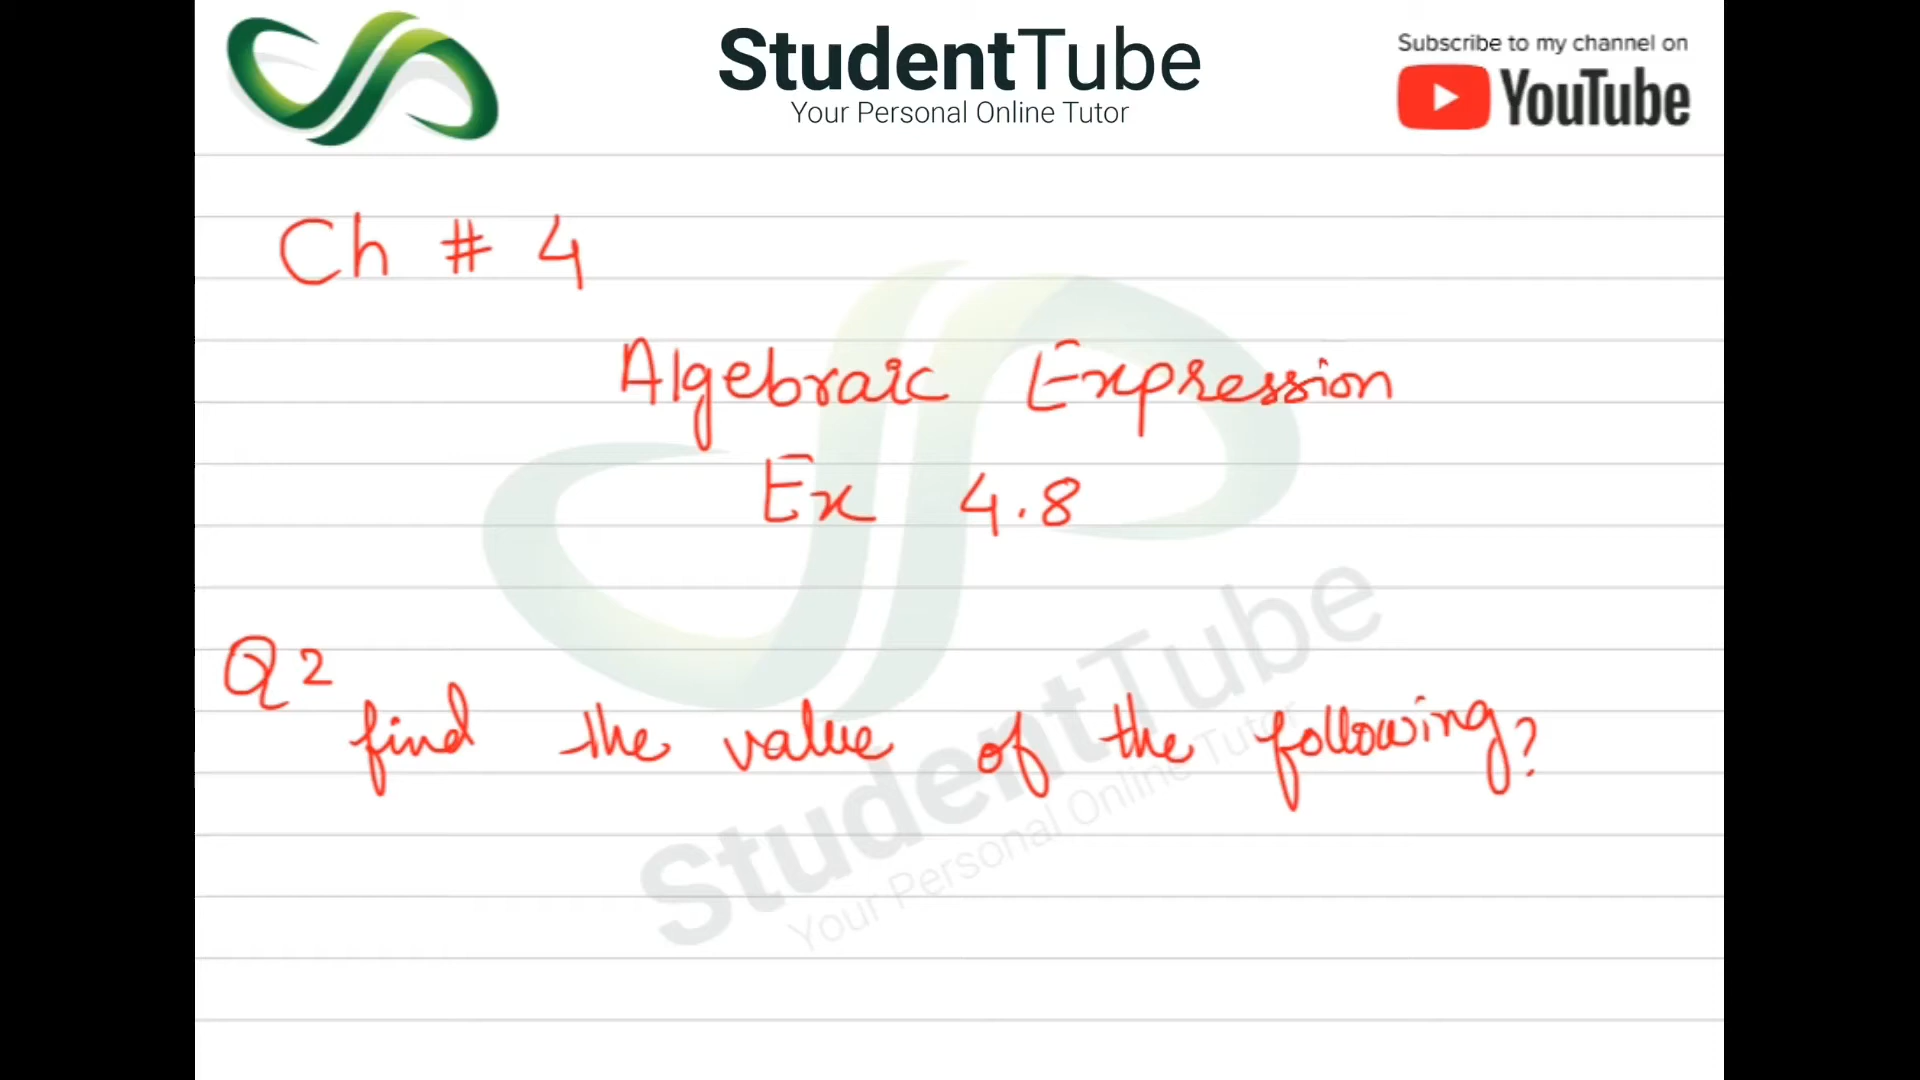 StudentTube
Your Personal Online Tutor
Subscribe to my channel on
YouTube
Ch # 4
Algebraic Expression
Ex 4.8
Q2
find the value of the following?
StudentTube
Your Personal Online Tutor